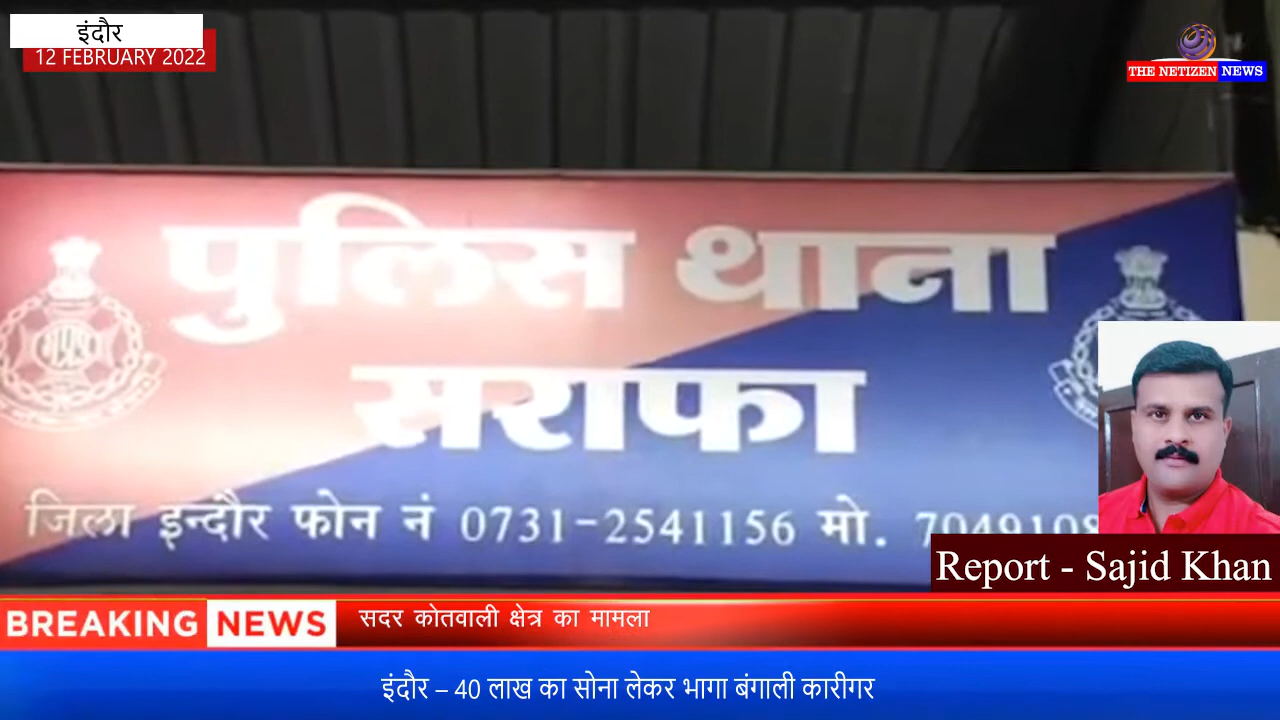 इंदौर
12 FEBRUARY 2022
THE NETIZEN NEWS
पुलिस थाना
सराफा
जिला इन्दौर फोन नं 0731-2541156 मो.
Report - Sajid Khan
BREAKING NEWS
सदर कोतवाली क्षेत्र का मामला
इंदौर – 40 लाख का सोना लेकर भागा बंगाली कारीगर